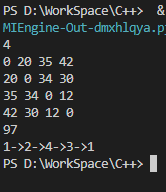 PS D:\WorkSpace\C++> &
MIEngine-Out-dmxhlqya.p
4
0 20 35 42
20 0 34 30
35 34 0 12
42 30 12 0
97
1->2->4->3->1
PS D:\WorkSpace\C++>